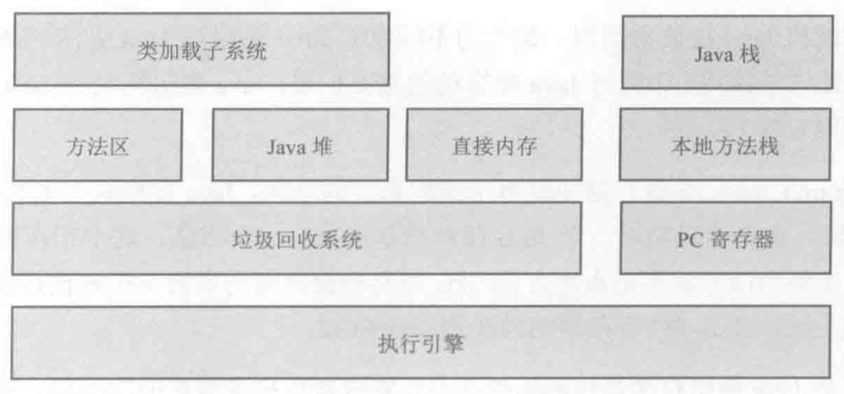 类加载子系统
Java 栈
方法区
Java 堆
直接内存
本地方法栈
垃圾回收系统
PC 寄存器
执行引擎